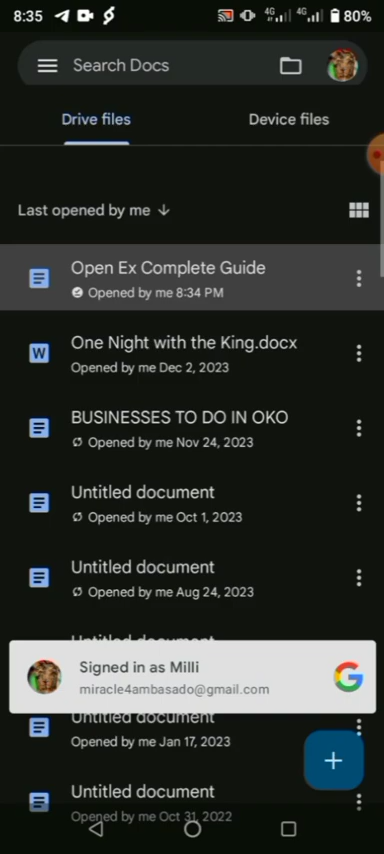 8:35
4G
4G
80%
Search Docs
Drive files
Device files
Last opened by me
Open Ex Complete Guide
Opened by me 8:34 PM
W
One Night with the King.docx
Opened by me Dec 2, 2023
BUSINESSES TO DO IN OKO
Opened by me Nov 24, 2023
Untitled document
Opened by me Oct 1, 2023
Untitled document
Opened by me Aug 24, 2023
Untitled document
Signed in as Milli
miracle4ambasado@gmail.com
Untitled document
Opened by me Jan 17, 2023
Untitled document
Opened by me Oct 31, 2022